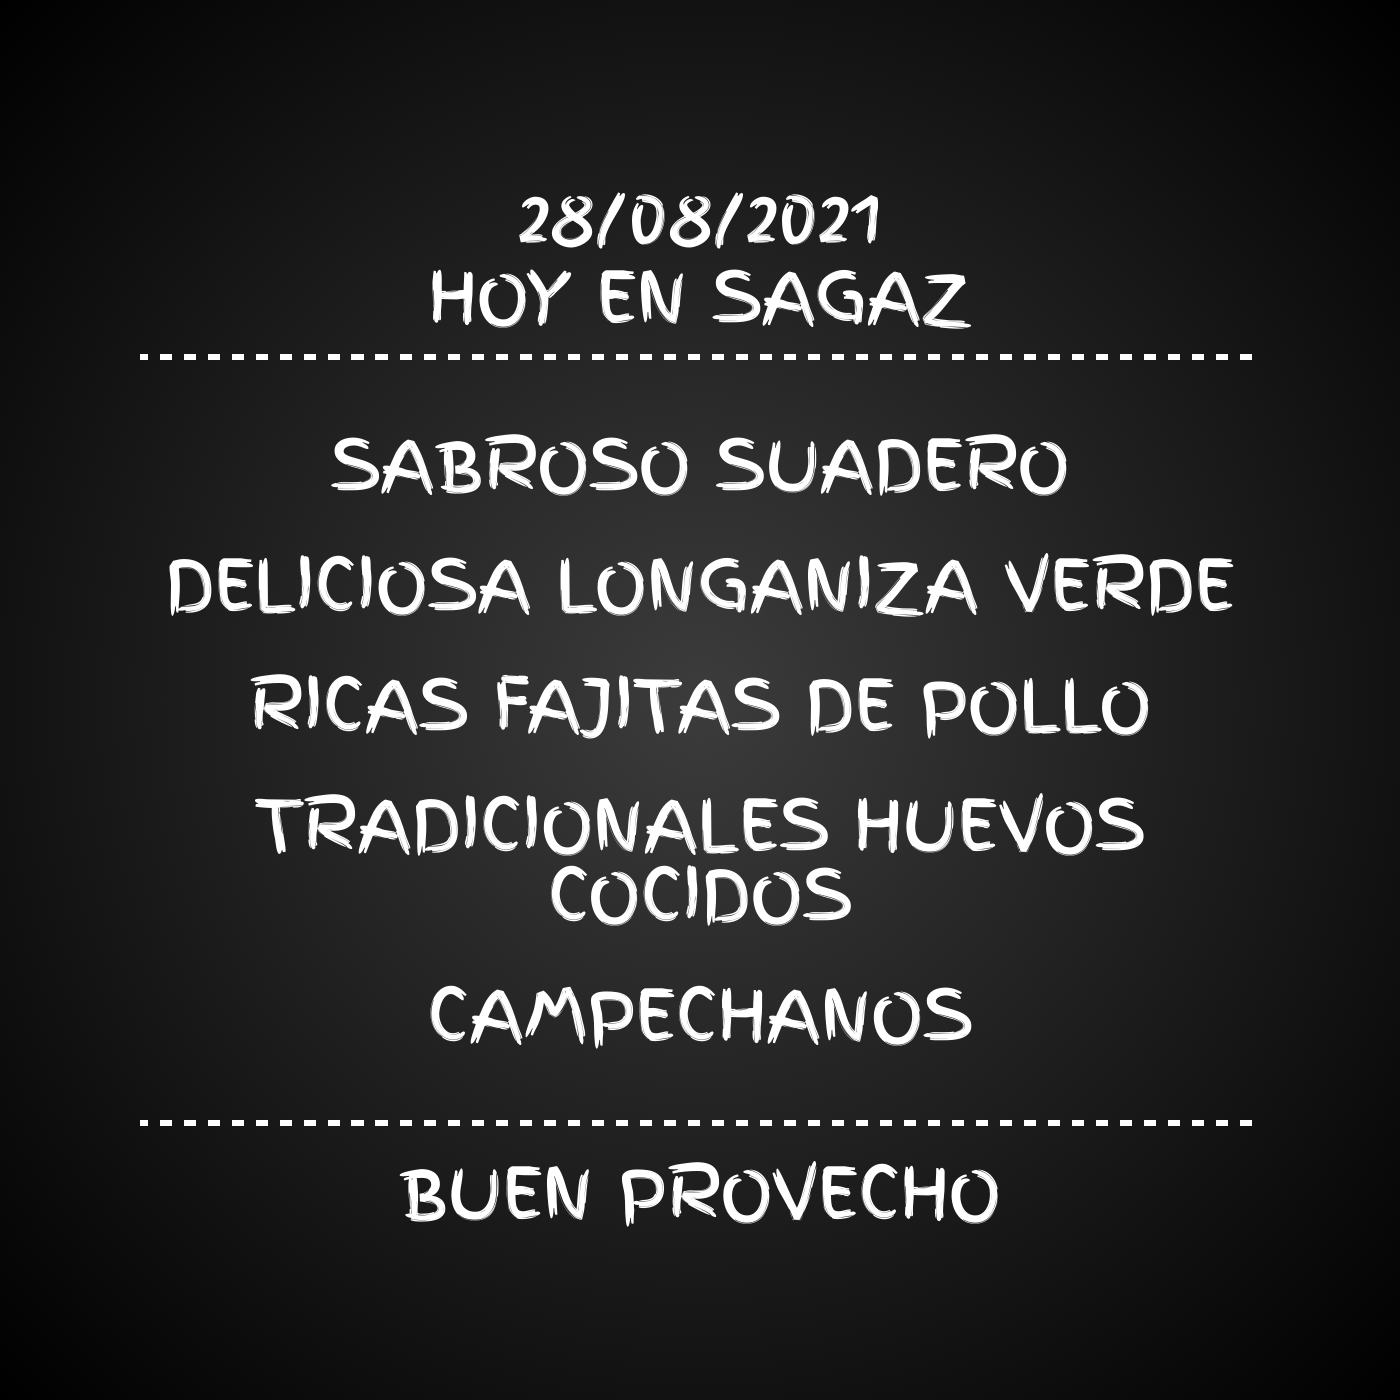 28/08/2021
HOY EN SAGAZ
SABROSO SUADERO
DELICIOSA LONGANIZA VERDE
RICAS FAJITAS DE POLLO
TRADICIONALES HUEVOS
COCIDOS
CAMPECHANOS
BUEN PROVECHO